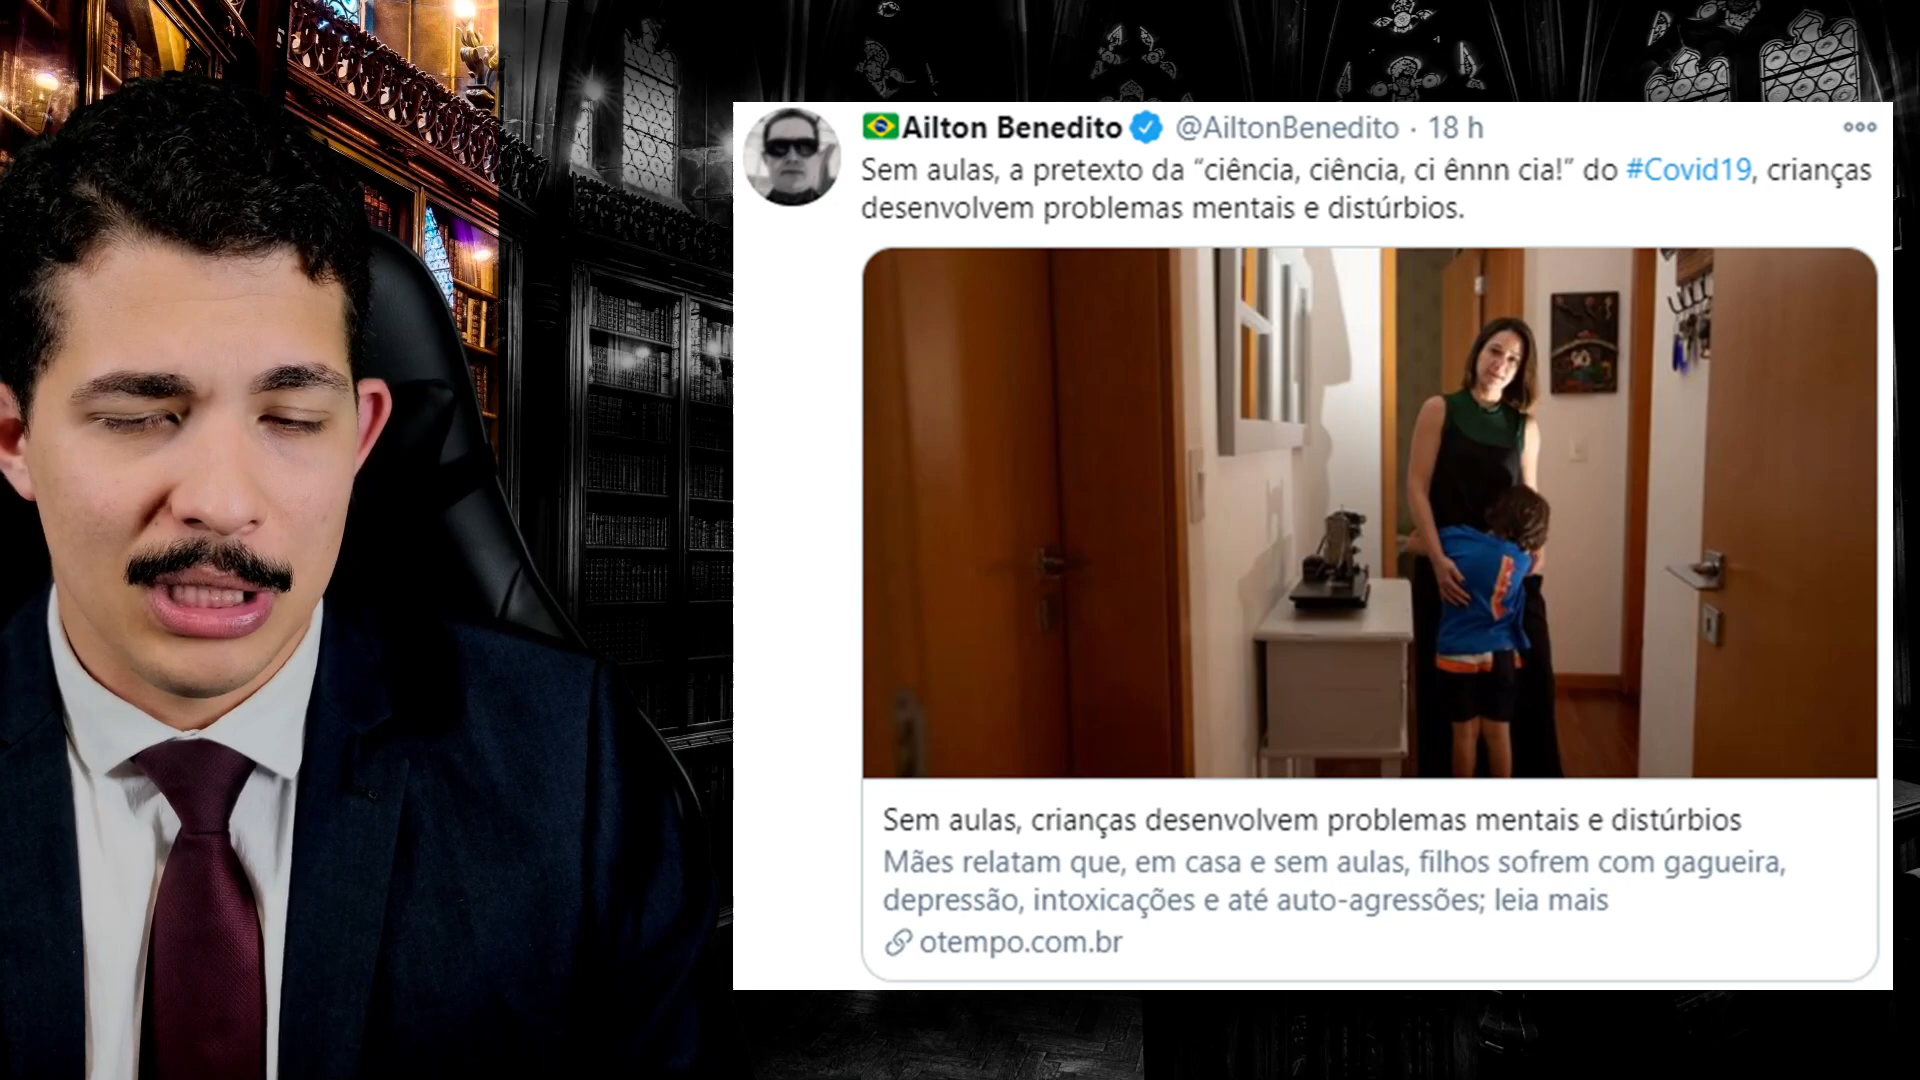 Ailton Benedito @AiltonBenedito · 18 h
Sem aulas, a pretexto da “ciência, ciência, ci ênnn cia!” do #Covid19, crianças
desenvolvem problemas mentais e distúrbios.
Sem aulas, crianças desenvolvem problemas mentais e distúrbios
Mães relatam que, em casa e sem aulas, filhos sofrem com gagueira,
depressão, intoxicações e até auto-agressões; leia mais
otempo.com.br